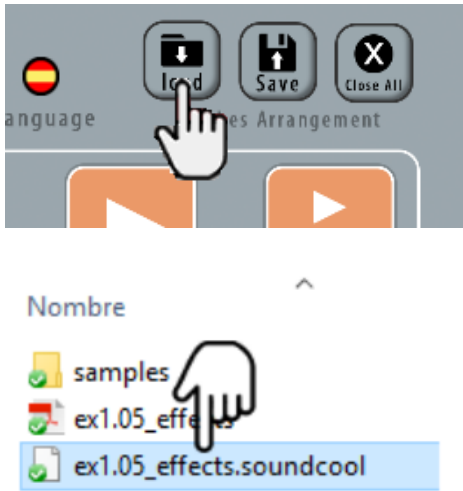 load Save Close All
anguage es Arrangement
Nombre
samples
ex1.05_effects
ex1.05_effects.soundcool